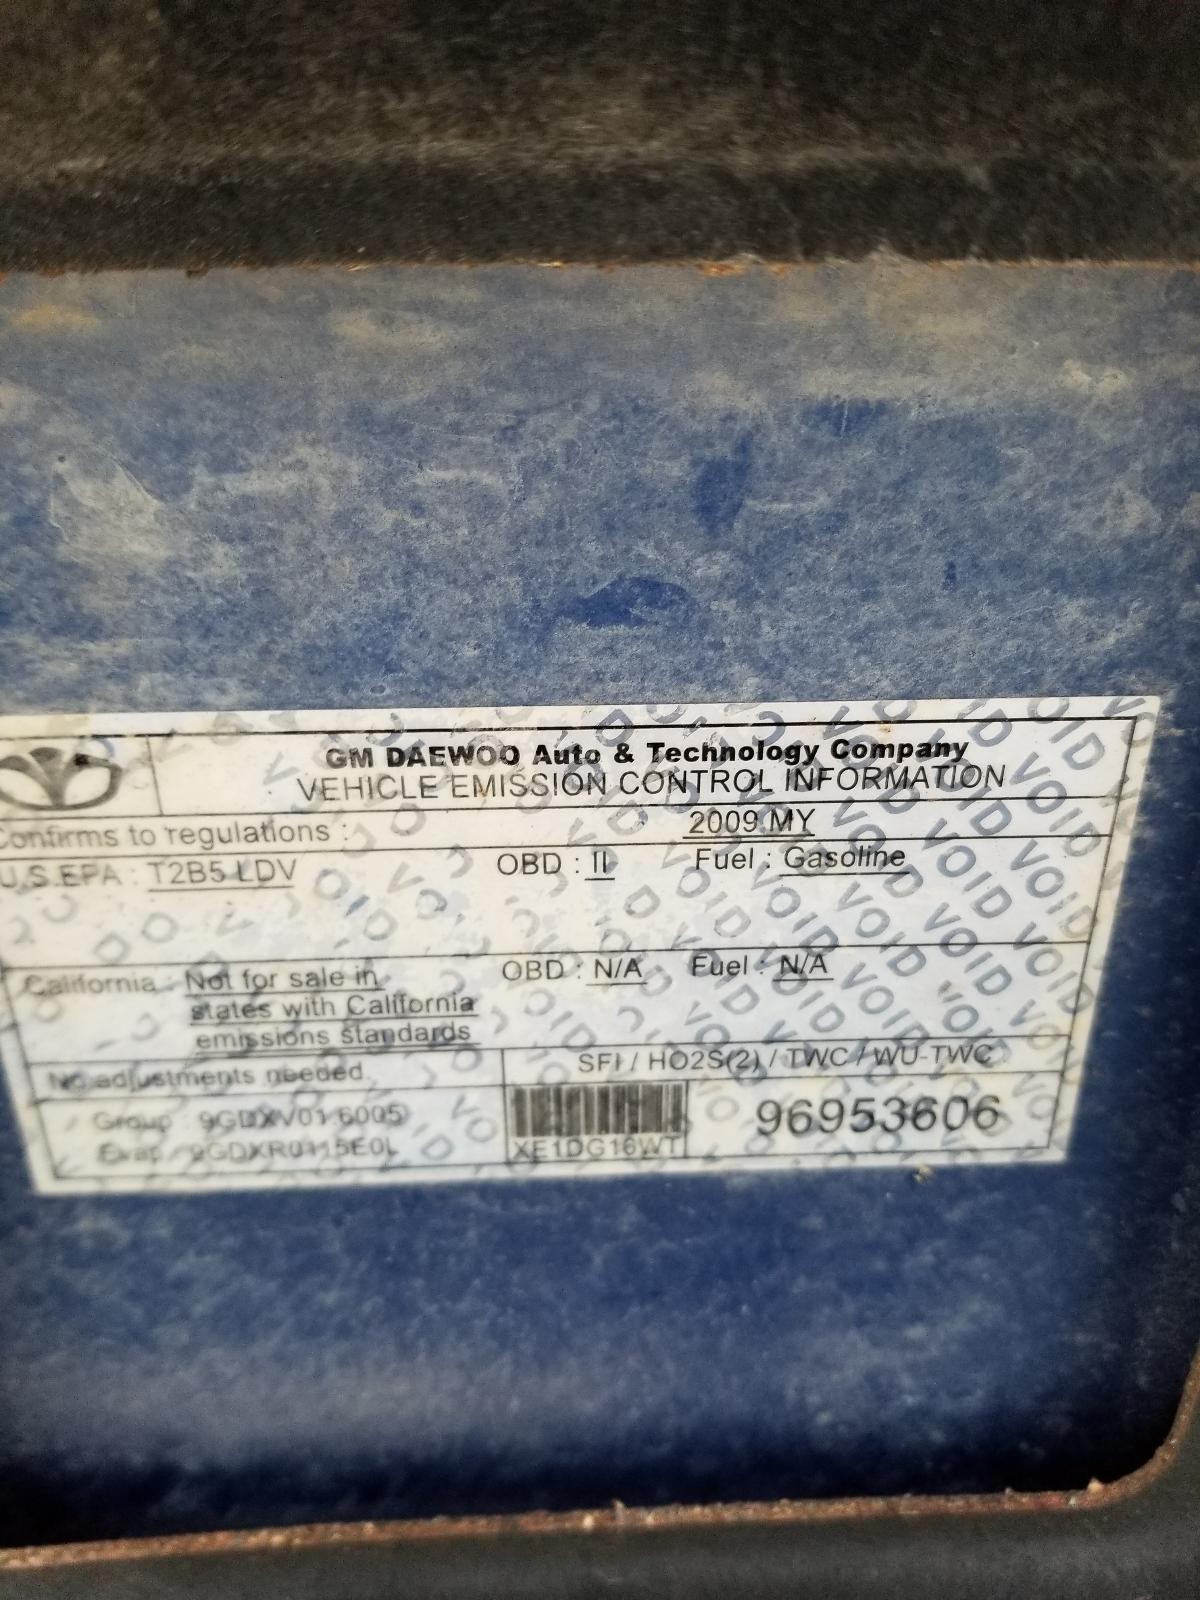 GM DAEWOO Auto & Technology Company
VEHICLE EMISSION CONTROL INFORMATION
Confirms to regulations : 2009 MY
U.S.EPA : T2B5 LDV OBD : II Fuel : Gasoline
California : Not for sale in OBD : N/A Fuel : N/A
states with California
emissions standards
No adjustments needed. SFI / HO2S(2) / TWC / WU-TWC
Group : 9GDXV01.6005 96953606
Evap : 9GDXR0115E0L XE1DG16WT